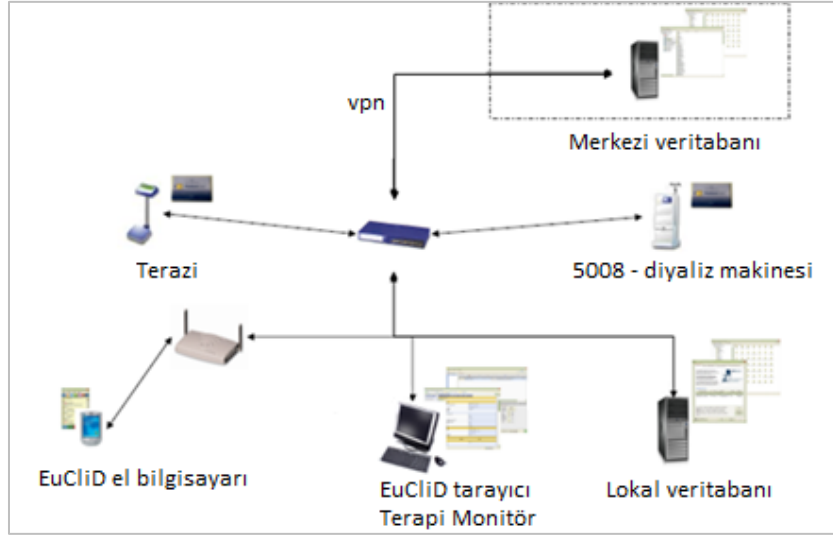 vpn
Merkezi veritabanı
Terazi
5008 - diyaliz makinesi
EuCliD el bilgisayarı
EuCliD tarayıcı
Terapi Monitör
Lokal veritabanı